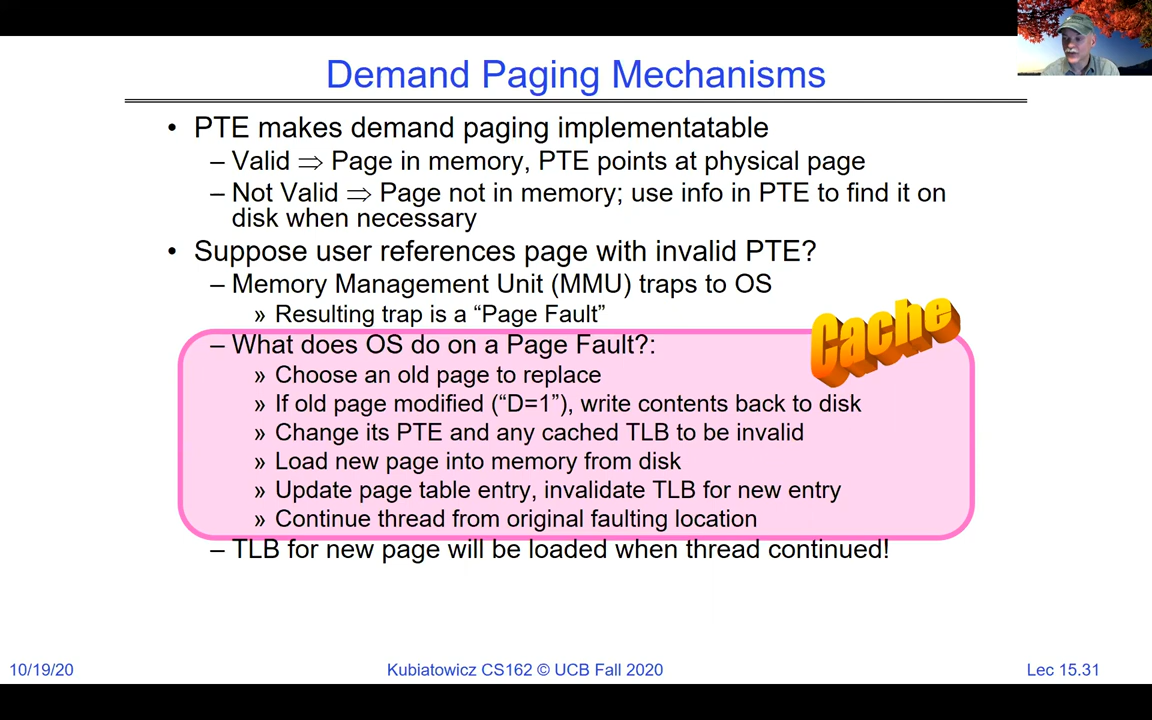 Demand Paging Mechanisms
• PTE makes demand paging implementatable
– Valid ⇒ Page in memory, PTE points at physical page
– Not Valid ⇒ Page not in memory; use info in PTE to find it on
disk when necessary
• Suppose user references page with invalid PTE?
– Memory Management Unit (MMU) traps to OS
» Resulting trap is a “Page Fault”
Cache
– What does OS do on a Page Fault?:
» Choose an old page to replace
» If old page modified (“D=1”), write contents back to disk
» Change its PTE and any cached TLB to be invalid
» Load new page into memory from disk
» Update page table entry, invalidate TLB for new entry
» Continue thread from original faulting location
– TLB for new page will be loaded when thread continued!
10/19/20
Kubiatowicz CS162 © UCB Fall 2020
Lec 15.31